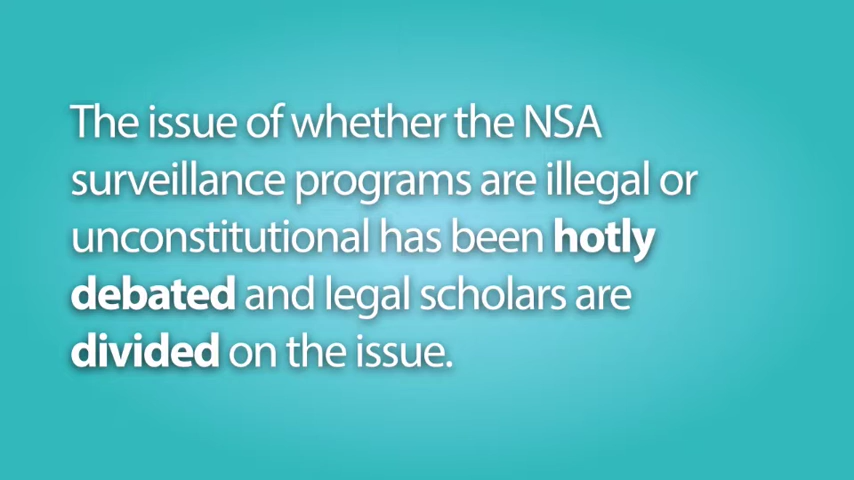 The issue of whether the NSA
surveillance programs are illegal or
unconstitutional has been hotly
debated and legal scholars are
divided on the issue.